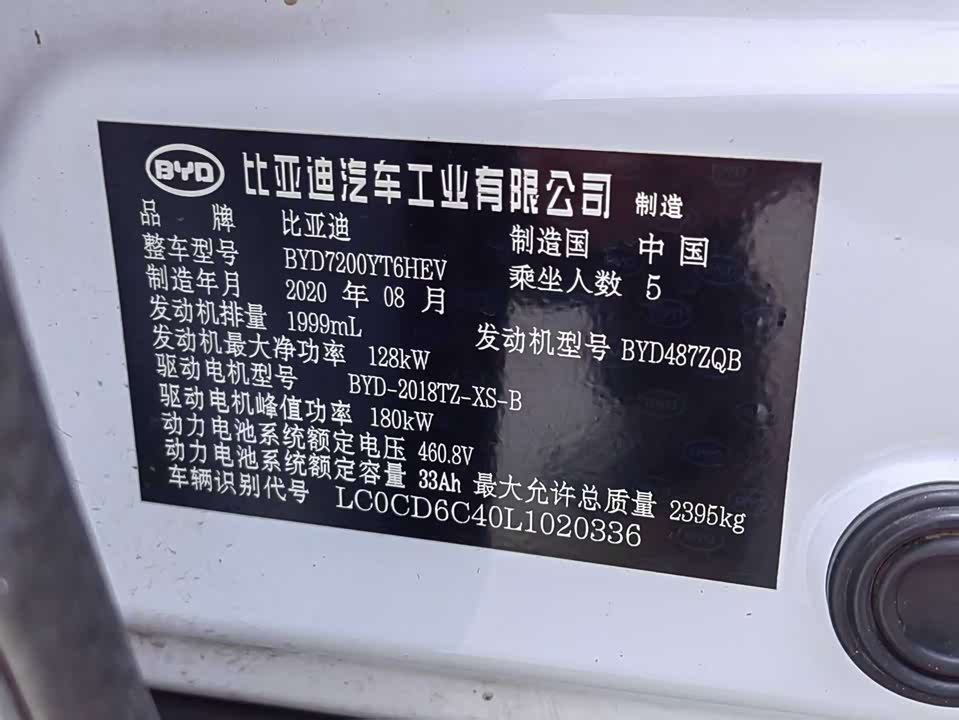 BYD 比亚迪汽车工业有限公司 制造
品 牌 比亚迪 制造国 中国
整车型号 BYD7200YT6HEV 乘坐人数 5
制造年月 2020 年 08 月
发动机排量 1999mL 发动机型号 BYD487ZQB
发动机最大净功率 128kW
驱动电机型号 BYD-2018TZ-XS-B
驱动电机峰值功率 180kW
动力电池系统额定电压 460.8V
动力电池系统额定容量 33Ah 最大允许总质量 2395kg
车辆识别代号 LC0CD6C40L1020336